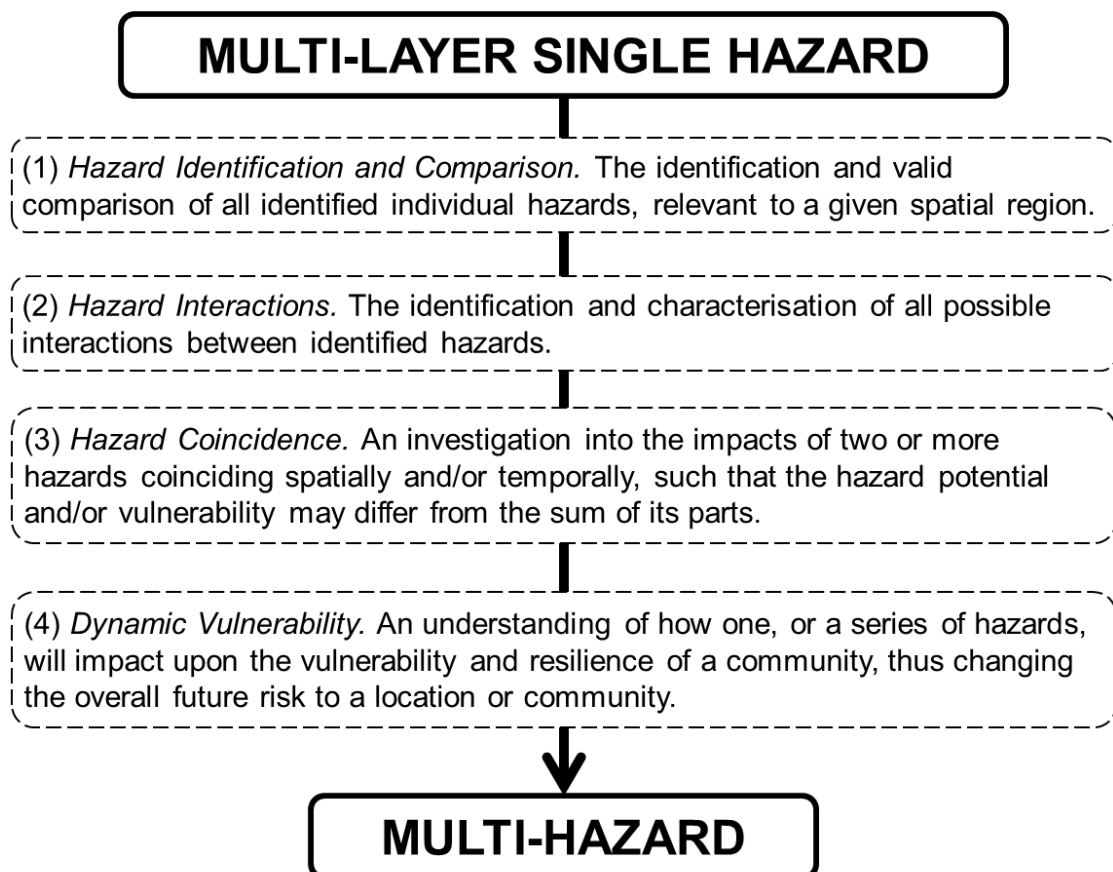 MULTI-LAYER SINGLE HAZARD
(1) Hazard Identification and Comparison. The identification and valid
comparison of all identified individual hazards, relevant to a given spatial region.
(2) Hazard Interactions. The identification and characterisation of all possible
interactions between identified hazards.
(3) Hazard Coincidence. An investigation into the impacts of two or more
hazards coinciding spatially and/or temporally, such that the hazard potential
and/or vulnerability may differ from the sum of its parts.
(4) Dynamic Vulnerability. An understanding of how one, or a series of hazards,
will impact upon the vulnerability and resilience of a community, thus changing
the overall future risk to a location or community.
MULTI-HAZARD